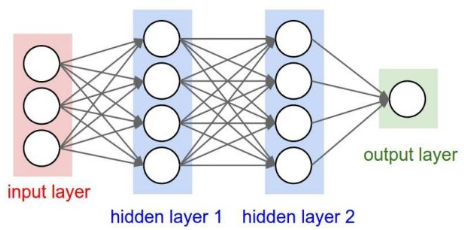 input layer
hidden layer 1
hidden layer 2
output layer